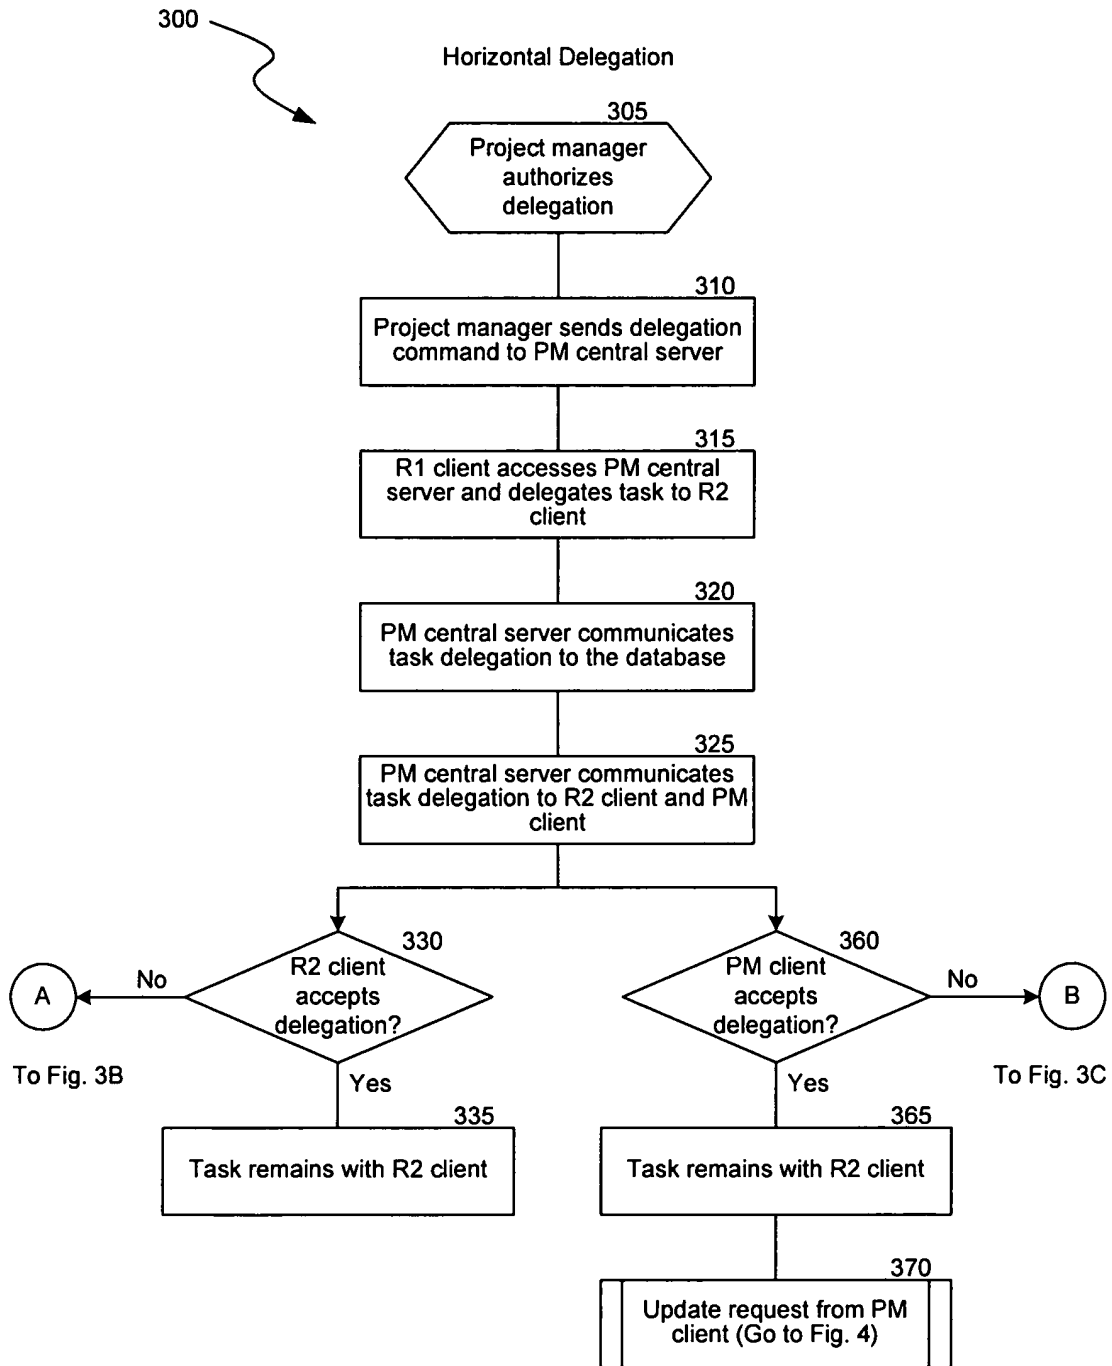 300
Horizontal Delegation
305
Project manager
authorizes
delegation
310
Project manager sends delegation
command to PM central server
315
R1 client accesses PM central
server and delegates task to R2
client
320
PM central server communicates
task delegation to the database
325
PM central server communicates
task delegation to R2 client and PM
client
330
R2 client
accepts
delegation?
No
A
To Fig. 3B
Yes
335
Task remains with R2 client
360
PM client
accepts
delegation?
No
B
To Fig. 3C
Yes
365
Task remains with R2 client
370
Update request from PM
client (Go to Fig. 4)